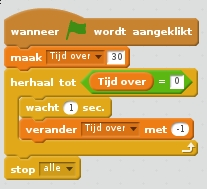 wanneer wordt aangeklikt
maak Tijd over 30
herhaal tot Tijd over = 0
wacht 1 sec.
verander Tijd over met -1
stop alle